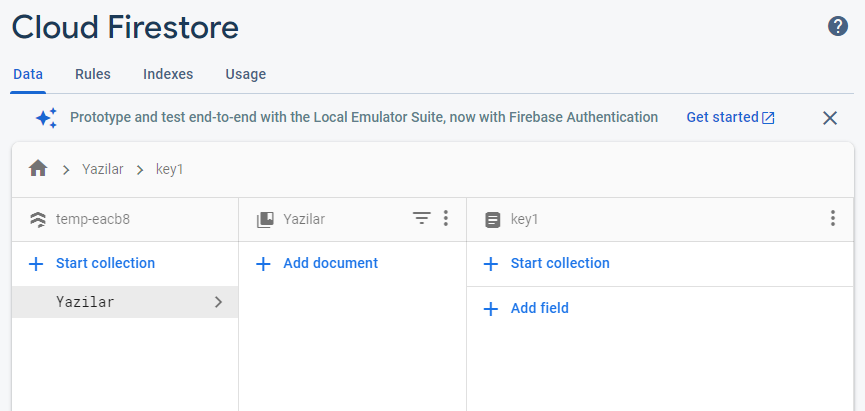 Cloud Firestore
Data Rules Indexes Usage
Prototype and test end-to-end with the Local Emulator Suite, now with Firebase Authentication Get started
Yazilar > key1
temp-eacb8 Yazilar key1
+ Start collection + Add document + Start collection
Yazilar
+ Add field